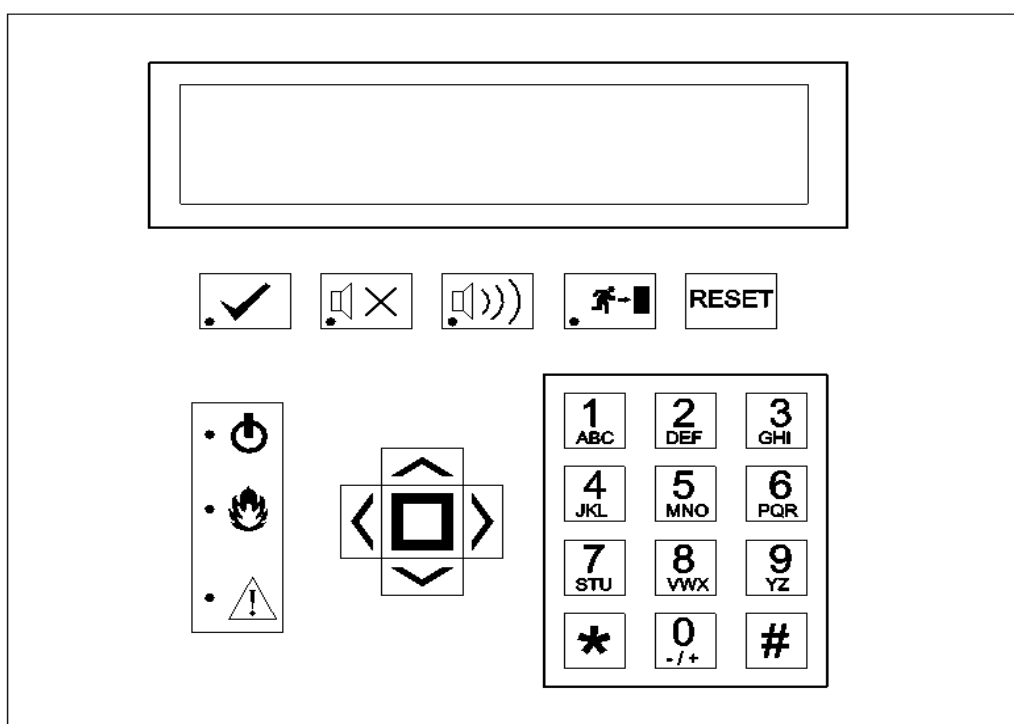 RESET
1 2 3
ABC DEF GHI
4 5 6
JKL MNO PQR
7 8 9
STU VWX YZ
* 0 #
- / +